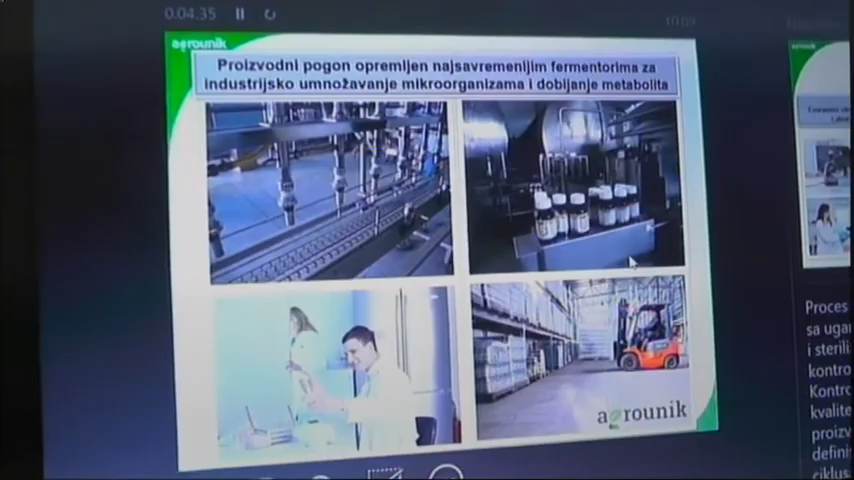 0.04.35
agrounik
Proizvodni pogon opremljen najsavremenijim fermentorima za
industrijsko umnožavanje mikroorganizama i dobijanje metabolita
agrounik
Proces
sa ugar
i sterili
kontro
Kontro
kvalite
proizv
definis
ciklus